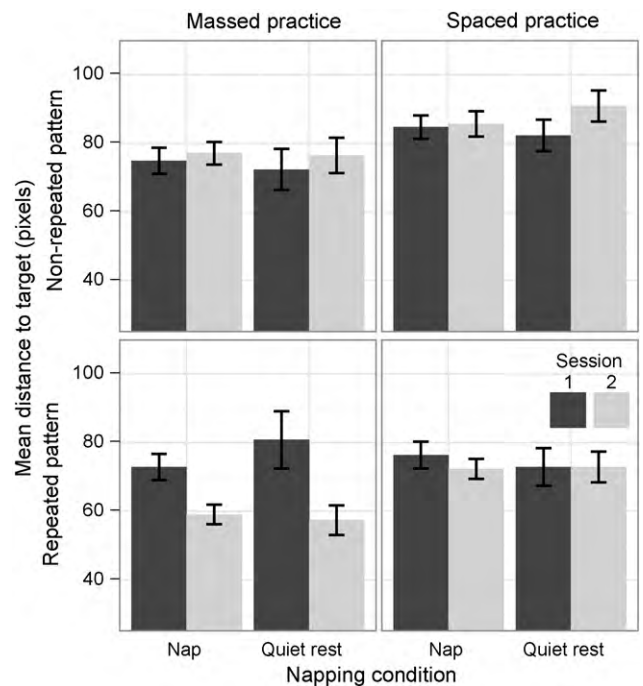 Massed practice
Spaced practice
Mean distance to target (pixels)
Non-repeated pattern
100
80
60
40
Repeated pattern
100
80
60
40
Session
1 2
Nap Quiet rest
Nap Quiet rest
Napping condition